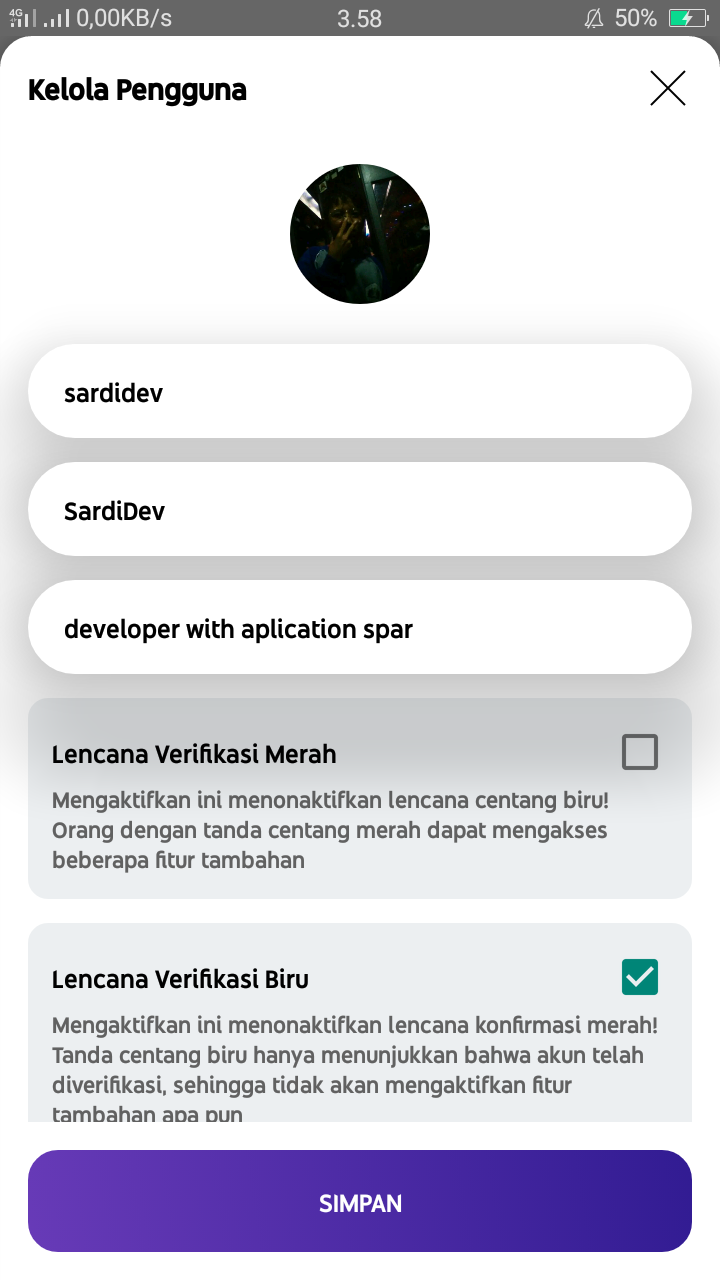 4G 0,00KB/s 3.58 50%
Kelola Pengguna
sardidev
SardiDev
developer with aplication spar
Lencana Verifikasi Merah
Mengaktifkan ini menonaktifkan lencana centang biru!
Orang dengan tanda centang merah dapat mengakses
beberapa fitur tambahan
Lencana Verifikasi Biru
Mengaktifkan ini menonaktifkan lencana konfirmasi merah!
Tanda centang biru hanya menunjukkan bahwa akun telah
diverifikasi, sehingga tidak akan mengaktifkan fitur
tambahan apa pun
SIMPAN